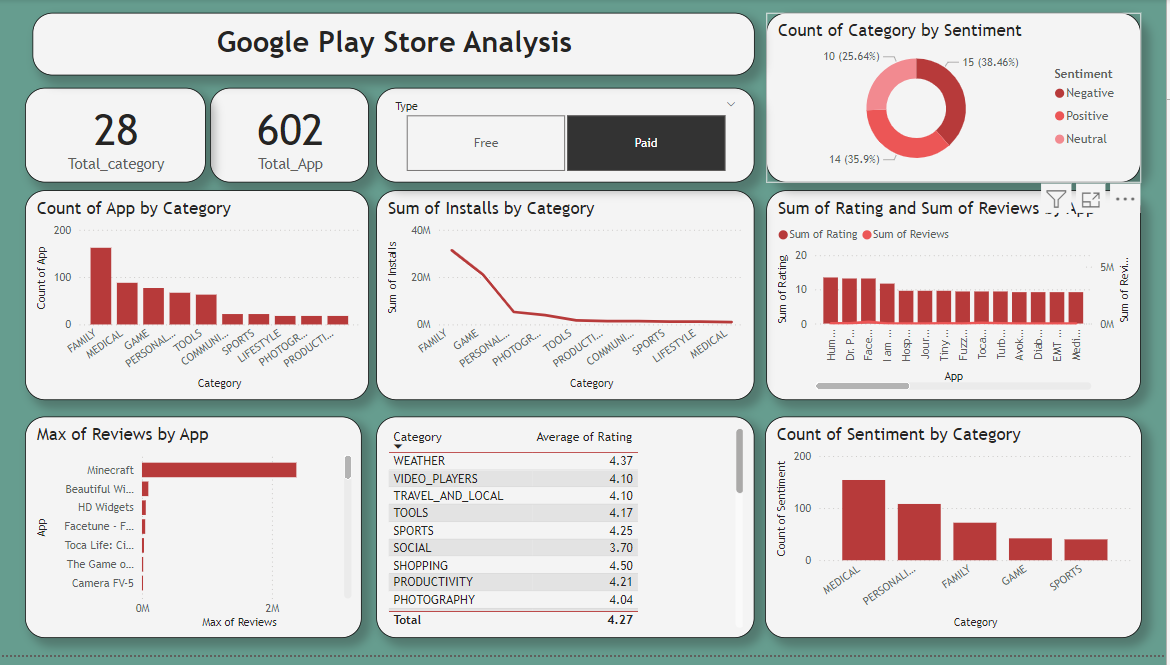 Google Play Store Analysis
28
Total_category
602
Total_App
Type
Free
Paid
Count of Category by Sentiment
10 (25.64%)
15 (38.46%)
14 (35.9%)
Sentiment
Negative
Positive
Neutral
Count of App by Category
Count of App
200
100
0
FAMILY
MEDICAL
GAME
PERSONAL...
TOOLS
COMMUNI...
SPORTS
LIFESTYLE
PHOTOGR...
PRODUCTI...
Category
Sum of Installs by Category
Sum of Installs
40M
20M
0M
FAMILY
GAME
PERSONAL...
PHOTOGR...
TOOLS
PRODUCTI...
COMMUNI...
SPORTS
LIFESTYLE
MEDICAL
Category
Sum of Rating and Sum of Reviews by App
Sum of Rating
Sum of Reviews
Sum of Rating
20
10
0
5M
0M
Sum of Revi...
Hum...
Dr. P...
Face...
I am ...
Hosp...
Jour...
Tiny ...
Fuzz...
Toca...
Turb...
Avok...
Diab...
EMT ...
Medi...
App
Max of Reviews by App
App
Minecraft
Beautiful Wi...
HD Widgets
Facetune - F...
Toca Life: Ci...
The Game o...
Camera FV-5
0M
2M
Max of Reviews
Category Average of Rating
WEATHER 4.37
VIDEO_PLAYERS 4.10
TRAVEL_AND_LOCAL 4.10
TOOLS 4.17
SPORTS 4.25
SOCIAL 3.70
SHOPPING 4.50
PRODUCTIVITY 4.21
PHOTOGRAPHY 4.04
Total 4.27
Count of Sentiment by Category
Count of Sentiment
200
100
0
MEDICAL
PERSONALI...
FAMILY
GAME
SPORTS
Category